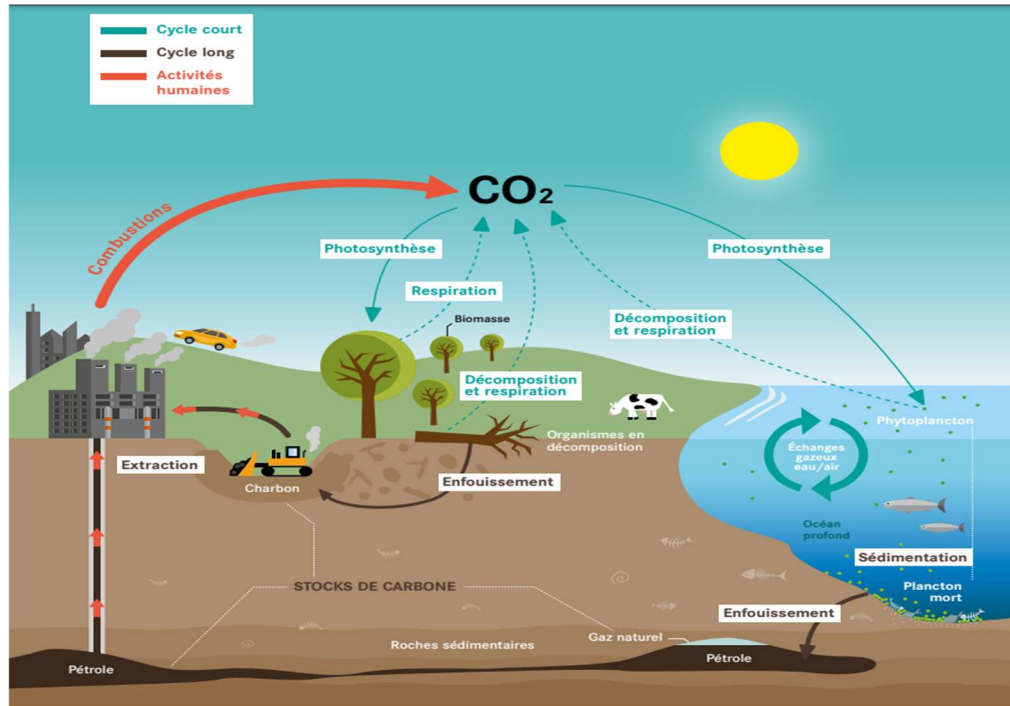 Cycle court
Cycle long
Activités
humaines
CO₂
Combustions
Photosynthèse
Photosynthèse
Respiration
Biomasse
Décomposition
et respiration
Décomposition
et respiration
Phytoplancton
Organismes en
décomposition
Échanges
gazeux
eau/air
Extraction
Charbon
Enfouissement
Océan
profond
Sédimentation
STOCKS DE CARBONE
Plancton
mort
Enfouissement
Roches sédimentaires
Gaz naturel
Pétrole
Pétrole